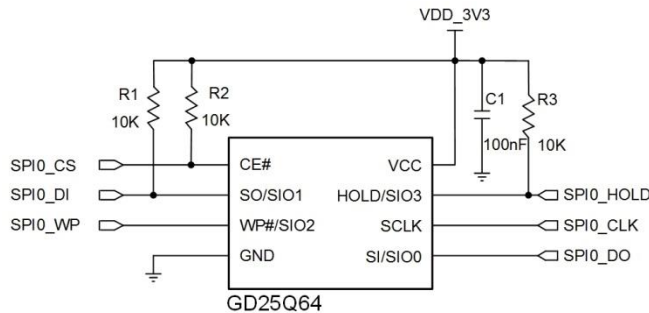 VDD_3V3
R1
10K
R2
10K
C1
100nF
R3
10K
SPI0_CS
SPI0_DI
SPI0_WP
CE#
SO/SIO1
WP#/SIO2
GND
VCC
HOLD/SIO3
SCLK
SI/SIO0
SPI0_HOLD
SPI0_CLK
SPI0_DO
GD25Q64